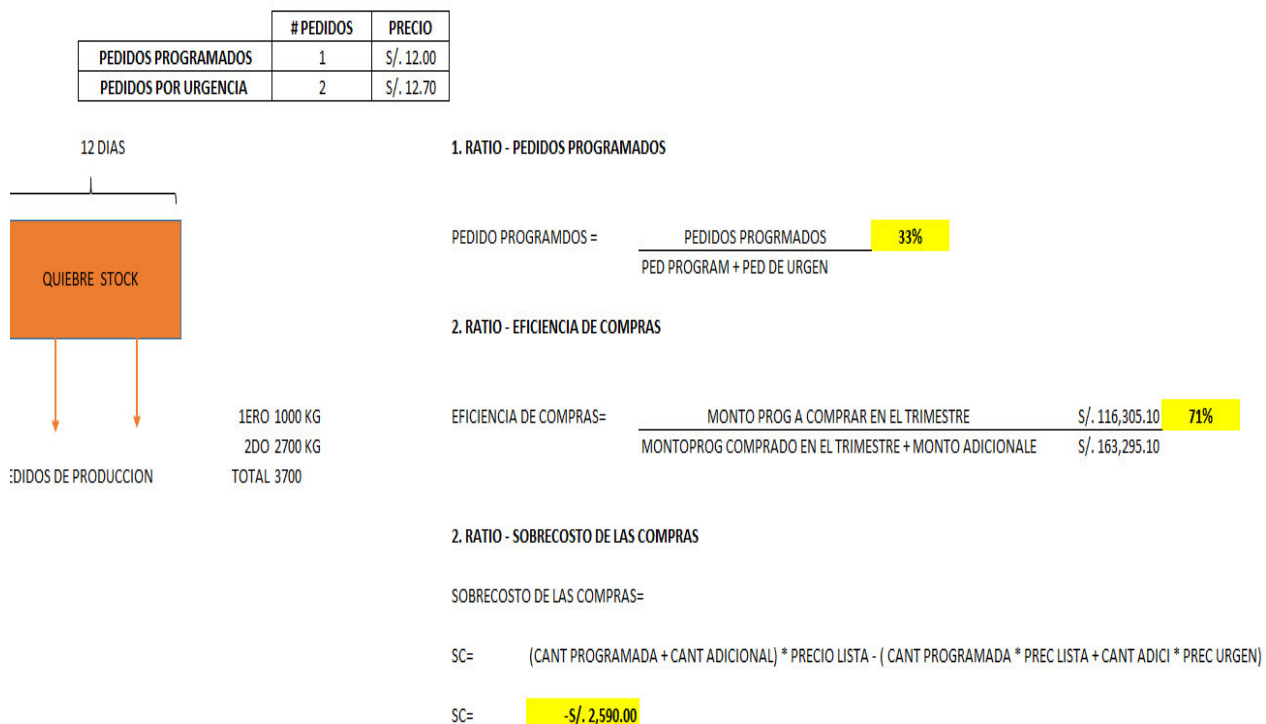 # PEDIDOS PRECIO
PEDIDOS PROGRAMADOS 1 S/. 12.00
PEDIDOS POR URGENCIA 2 S/. 12.70
12 DIAS
1. RATIO - PEDIDOS PROGRAMADOS
PEDIDO PROGRAMDOS = PEDIDOS PROGRMADOS 33%
PED PROGRAM + PED DE URGEN
QUIEBRE STOCK
2. RATIO - EFICIENCIA DE COMPRAS
1ERO 1000 KG
EFICIENCIA DE COMPRAS= MONTO PROG A COMPRAR EN EL TRIMESTRE S/. 116,305.10 71%
2DO 2700 KG
MONTOPROG COMPRADO EN EL TRIMESTRE + MONTO ADICIONALE S/. 163,295.10
EDIDOS DE PRODUCCION TOTAL 3700
2. RATIO - SOBRECOSTO DE LAS COMPRAS
SOBRECOSTO DE LAS COMPRAS=
SC= (CANT PROGRAMADA + CANT ADICIONAL) * PRECIO LISTA - ( CANT PROGRAMADA * PREC LISTA + CANT ADICI * PREC URGEN)
SC= -S/. 2,590.00